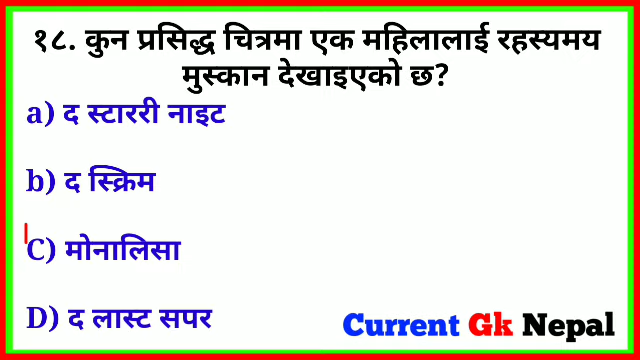 १८. कुन प्रसिद्ध चित्रमा एक महिलालाई रहस्यमय
मुस्कान देखाइएको छ?
a) द स्टाररी नाइट
b) द स्क्रिम
C) मोनालिसा
D) द लास्ट सपर
Current Gk Nepal